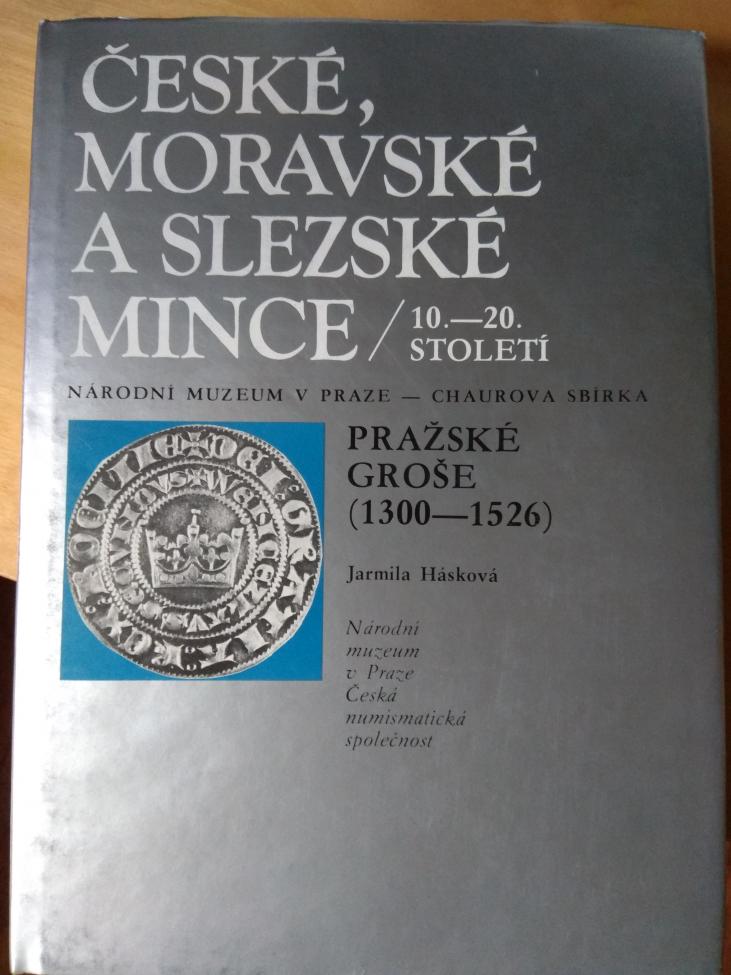 ČESKÉ,
MORAVSKÉ
A SLEZSKÉ
MINCE / 10.—20.
STOLETÍ
NÁRODNÍ MUZEUM V PRAZE — CHAUROVA SBÍRKA
PRAŽSKÉ
GROŠE
(1300—1526)
Jarmila Hásková
Národní
muzeum
v Praze
Česká
numismatická
společnost